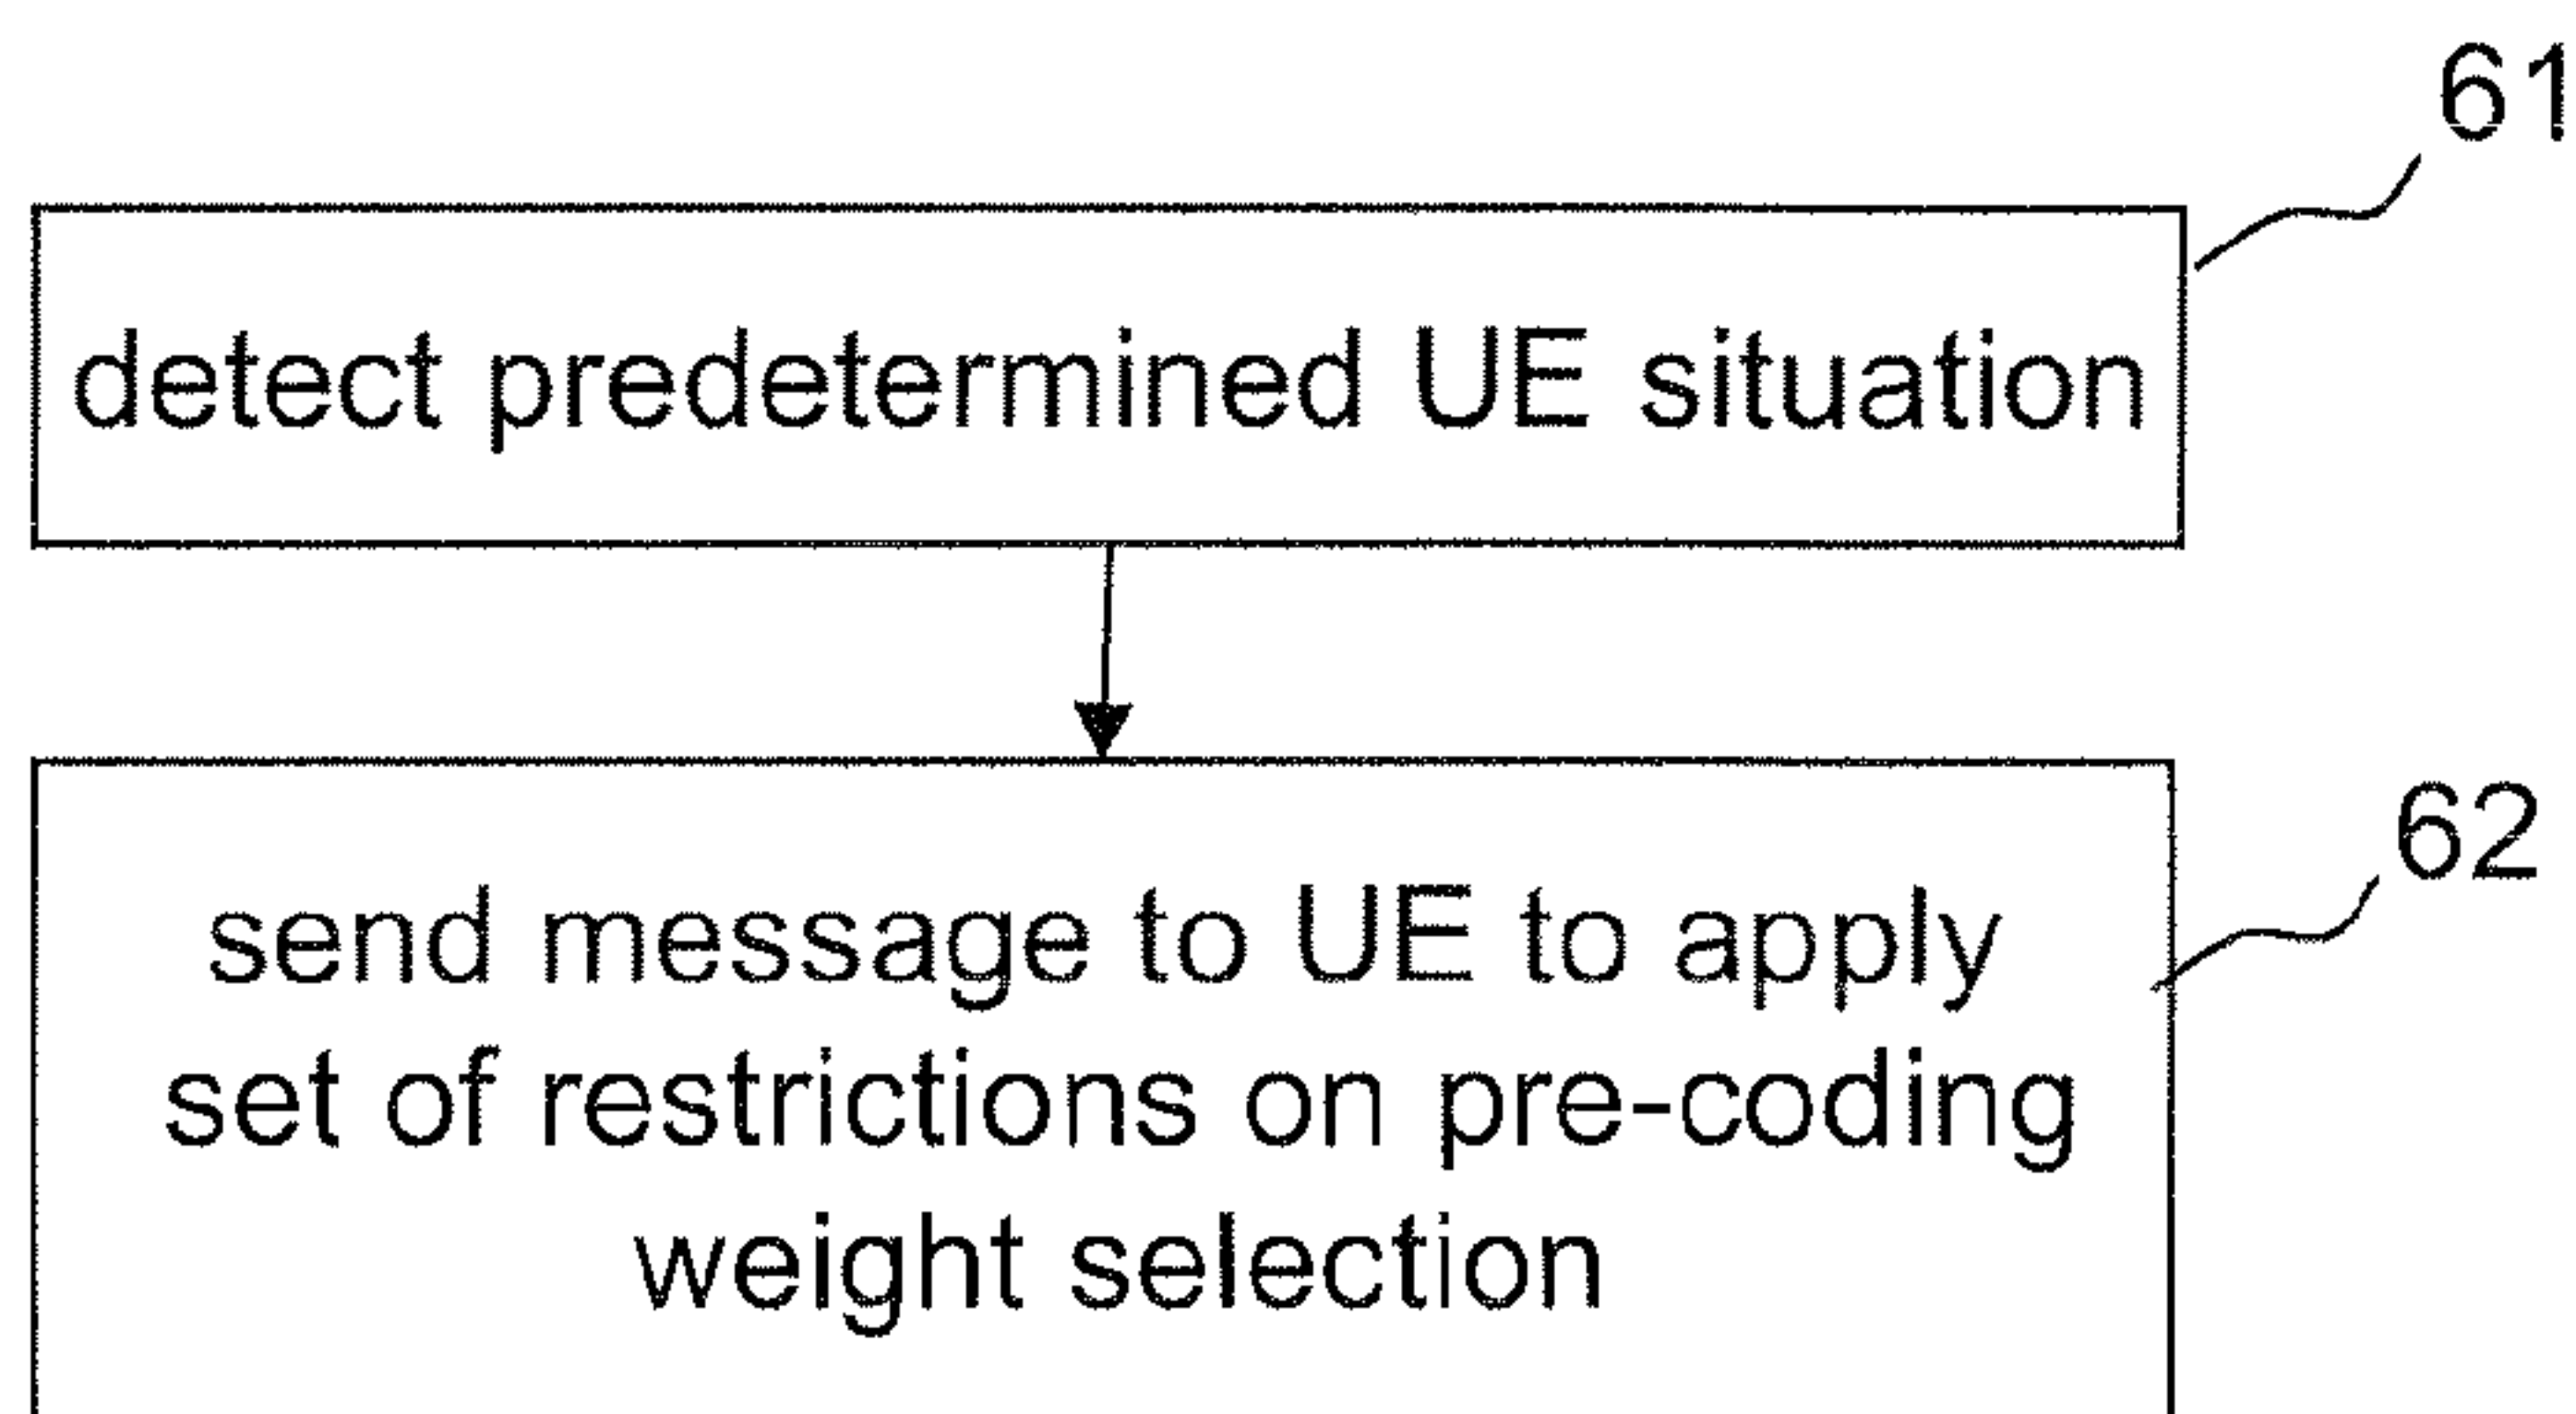 61
detect predetermined UE situation
62
send message to UE to apply
set of restrictions on pre-coding
weight selection